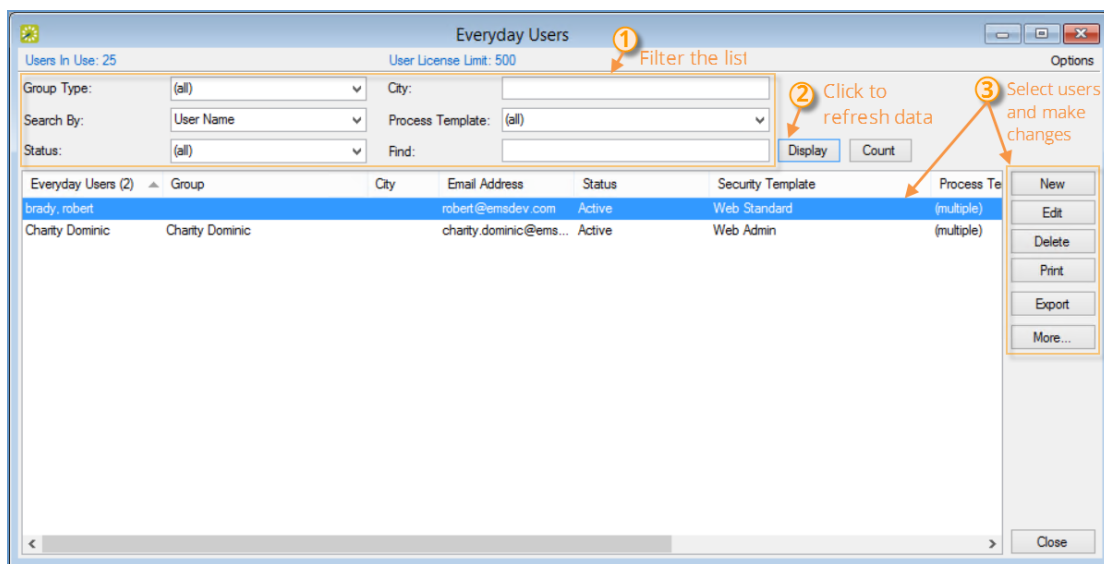 Everyday Users
Users In Use: 25 User License Limit: 500 Options
1 Filter the list
Group Type: (all) City:
2 Click to refresh data
3 Select users and make changes
Search By: User Name Process Template: (all)
Status: (all) Find: Display Count
Everyday Users (2) Group City Email Address Status Security Template Process Te
brady, robert robert@emsdev.com Active Web Standard (multiple)
Charity Dominic Charity Dominic charity.dominic@ems... Active Web Admin (multiple)
New
Edit
Delete
Print
Export
More...
Close